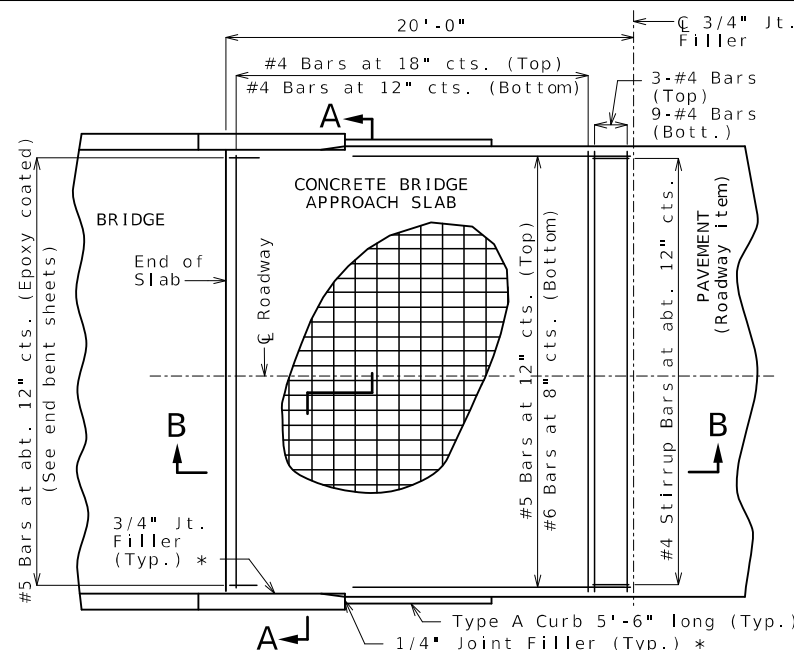 20'-0"
℄ 3/4" Jt.
Filler
#4 Bars at 18" cts. (Top)
#4 Bars at 12" cts. (Bottom)
3-#4 Bars
(Top)
9-#4 Bars
(Bott.)
A
CONCRETE BRIDGE
APPROACH SLAB
BRIDGE
End of
Slab
℄ Roadway
#5 Bars at abt. 12" cts. (Epoxy coated)
(See end bent sheets)
#5 Bars at 12" cts. (Top)
#6 Bars at 8" cts. (Bottom)
#4 Stirrup Bars at abt. 12" cts.
PAVEMENT
(Roadway item)
B
B
3/4" Jt.
Filler
(Typ.) *
Type A Curb 5'-6" long (Typ.)
A
1/4" Joint Filler (Typ.) *